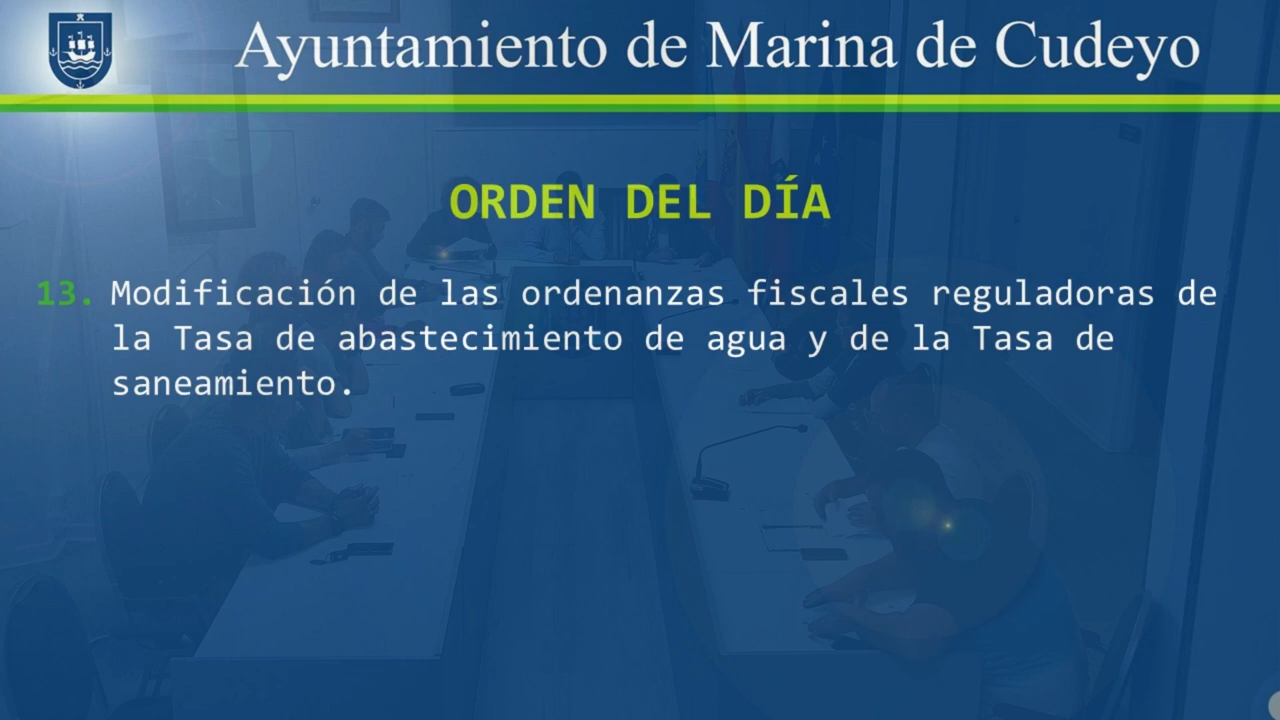 Ayuntamiento de Marina de Cudeyo
ORDEN DEL DÍA
13. Modificación de las ordenanzas fiscales reguladoras de
la Tasa de abastecimiento de agua y de la Tasa de
saneamiento.